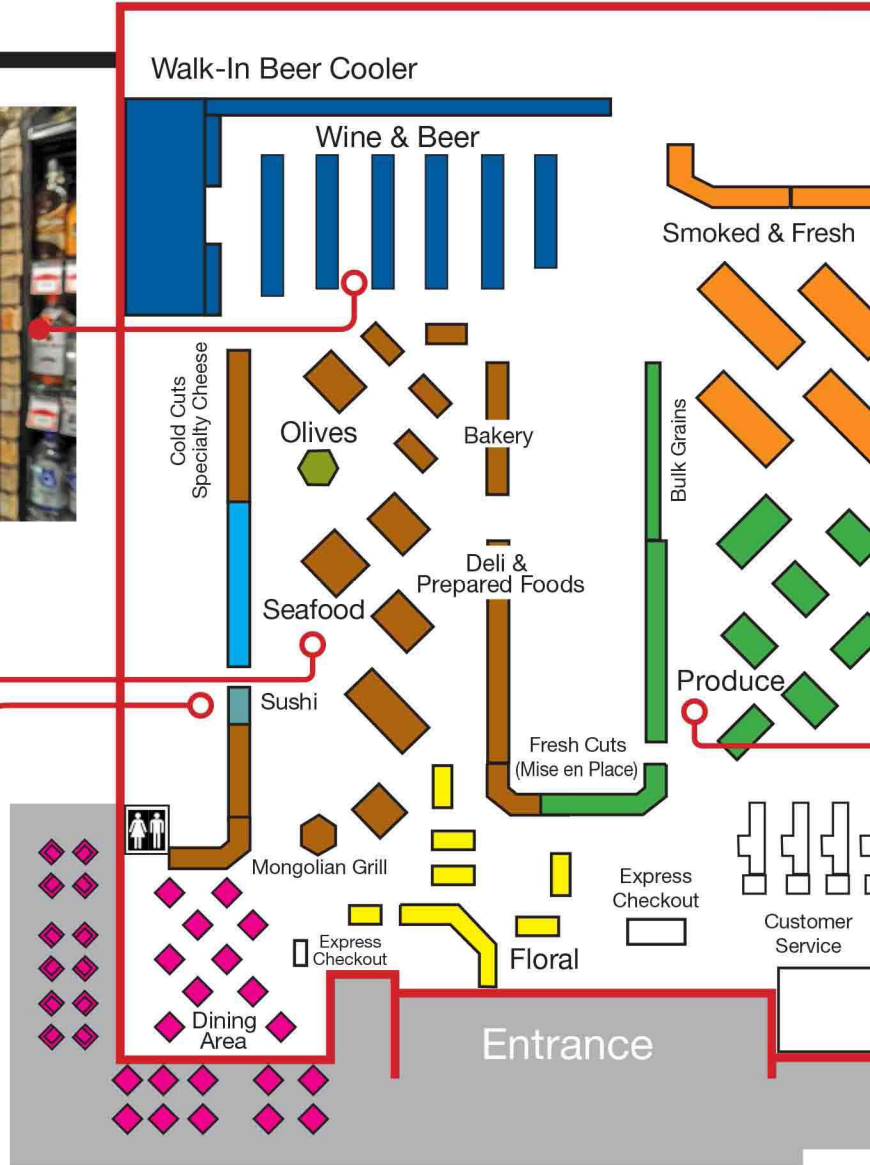 Walk-In Beer Cooler
Wine & Beer
Smoked & Fresh
Cold Cuts
Specialty Cheese
Olives
Bakery
Bulk Grains
Deli &
Prepared Foods
Seafood
Sushi
Produce
Fresh Cuts
(Mise en Place)
Mongolian Grill
Express
Checkout
Customer
Service
Express
Checkout
Floral
Dining
Area
Entrance